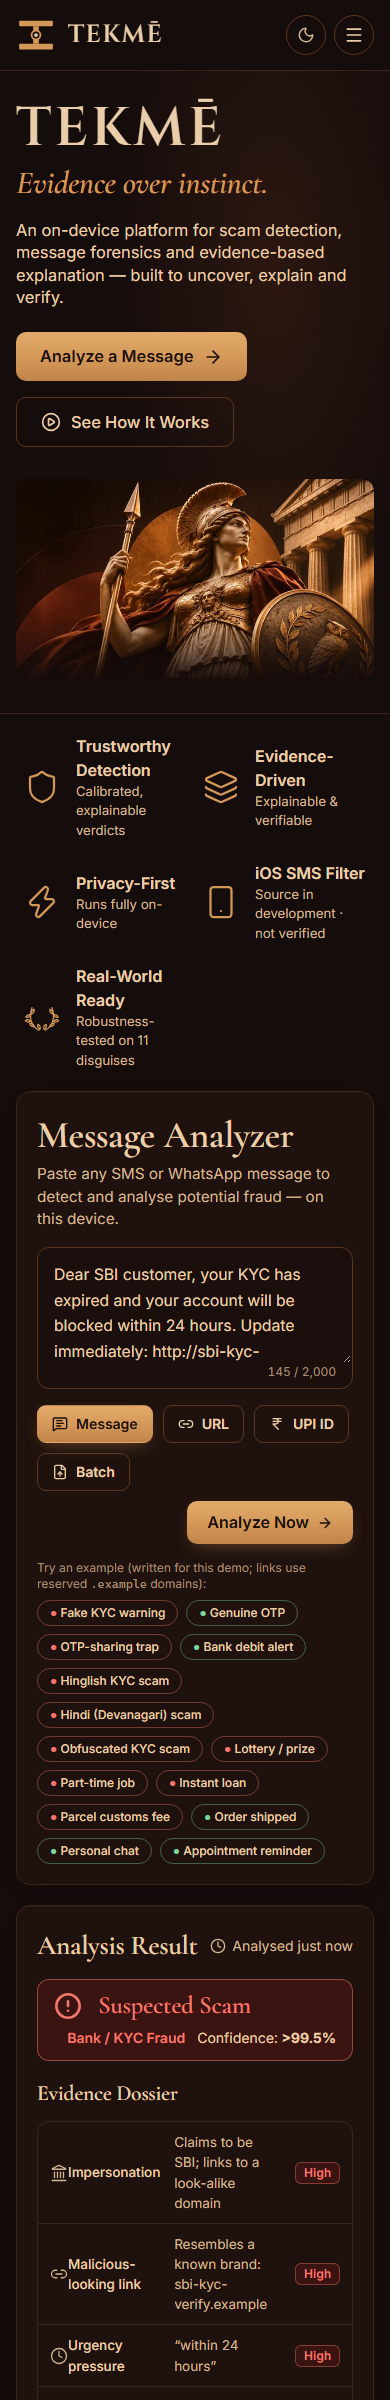 TEKMĒ
TEKMĒ
Evidence over instinct.
An on-device platform for scam detection,
message forensics and evidence-based
explanation — built to uncover, explain and
verify.
Analyze a Message
See How It Works
Trustworthy
Detection
Calibrated,
explainable
verdicts
Evidence-
Driven
Explainable &
verifiable
Privacy-First
Runs fully on-
device
iOS SMS Filter
Source in
development ·
not verified
Real-World
Ready
Robustness-
tested on 11
disguises
Message Analyzer
Paste any SMS or WhatsApp message to
detect and analyse potential fraud — on
this device.
Dear SBI customer, your KYC has
expired and your account will be
blocked within 24 hours. Update
immediately: http://sbi-kyc-
145 / 2,000
Message
URL
UPI ID
Batch
Analyze Now
Try an example (written for this demo; links use
reserved .example domains):
Fake KYC warning
Genuine OTP
OTP-sharing trap
Bank debit alert
Hinglish KYC scam
Hindi (Devanagari) scam
Obfuscated KYC scam
Lottery / prize
Part-time job
Instant loan
Parcel customs fee
Order shipped
Personal chat
Appointment reminder
Analysis Result
Analysed just now
Suspected Scam
Bank / KYC Fraud
Confidence: >99.5%
Evidence Dossier
Impersonation
Claims to be
SBI; links to a
look-alike
domain
High
Malicious-
looking link
Resembles a
known brand:
sbi-kyc-
verify.example
High
Urgency
pressure
“within 24
hours”
High